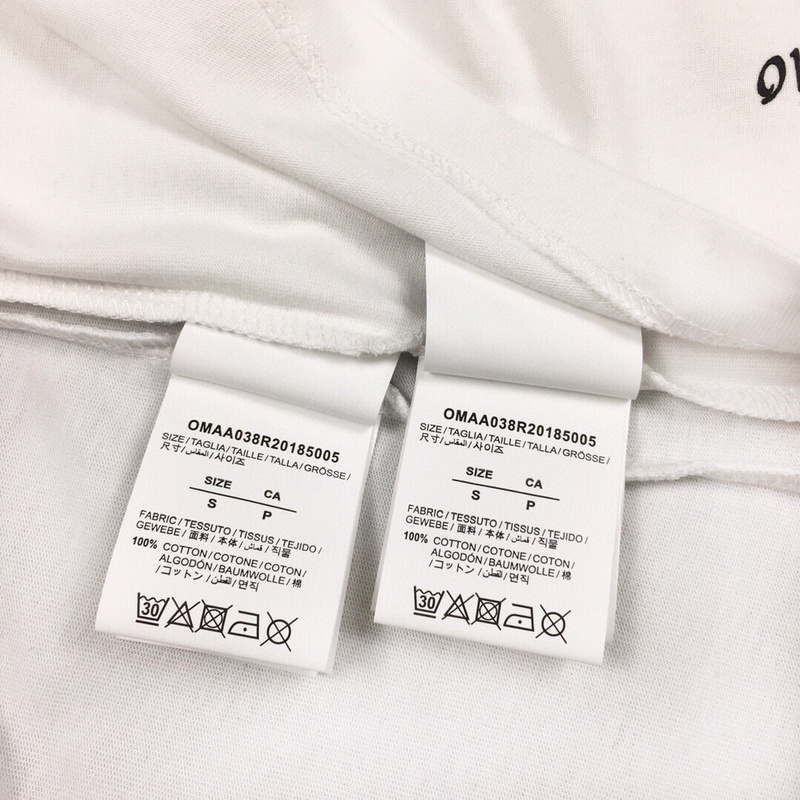 OMAA038R20185005
SIZE/TAGLIA/TAILLE/TALLA/GRÖSSE/
尺寸/المقاس/사이즈
SIZE CA
S P
FABRIC/TESSUTO/TISSUS/TEJIDO/
GEWEBE/面料/本体/قماش/직물
100% COTTON/COTONE/COTON/
ALGODÓN/BAUMWOLLE/棉
/コットン/القطن/면직
30
OMAA038R20185005
SIZE/TAGLIA/TAILLE/TALLA/GRÖSSE/
尺寸/المقاس/사이즈
SIZE CA
S P
FABRIC/TESSUTO/TISSUS/TEJIDO/
GEWEBE/面料/本体/قماش/직물
100% COTTON/COTONE/COTON/
ALGODÓN/BAUMWOLLE/棉
/コットン/القطن/면직
30